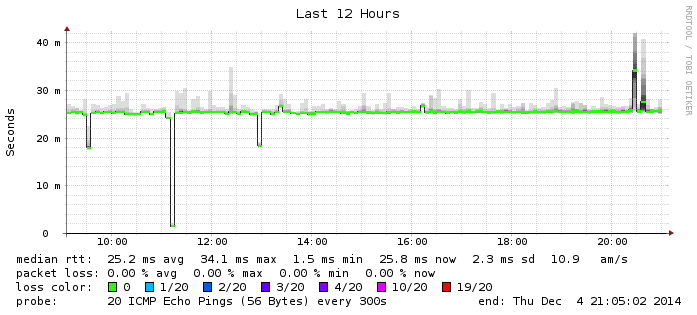 Last 12 Hours
RRDTOOL / TOBI OETIKER
Seconds
40 m
30 m
20 m
10 m
0
10:00 12:00 14:00 16:00 18:00 20:00
median rtt: 25.2 ms avg 34.1 ms max 1.5 ms min 25.8 ms now 2.3 ms sd 10.9 am/s
packet loss: 0.00 % avg 0.00 % max 0.00 % min 0.00 % now
loss color: 0 1/20 2/20 3/20 4/20 10/20 19/20
probe: 20 ICMP Echo Pings (56 Bytes) every 300s end: Thu Dec 4 21:05:02 2014